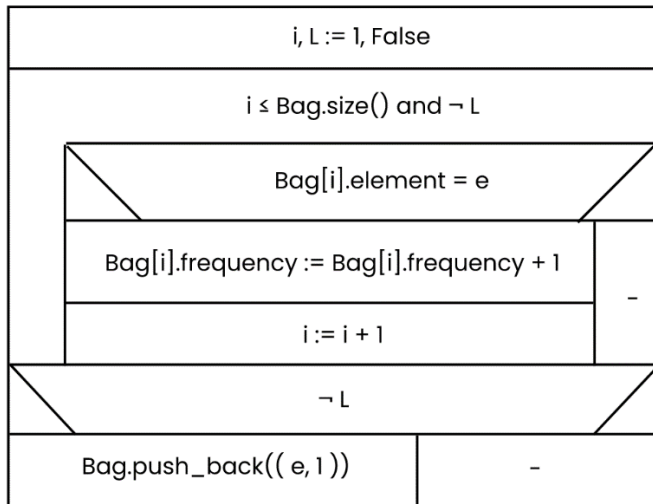 i, L := 1, False
i ≤ Bag.size() and ¬ L
Bag[i].element = e
Bag[i].frequency := Bag[i].frequency + 1
-
i := i + 1
¬ L
Bag.push_back(( e, 1 ))
-